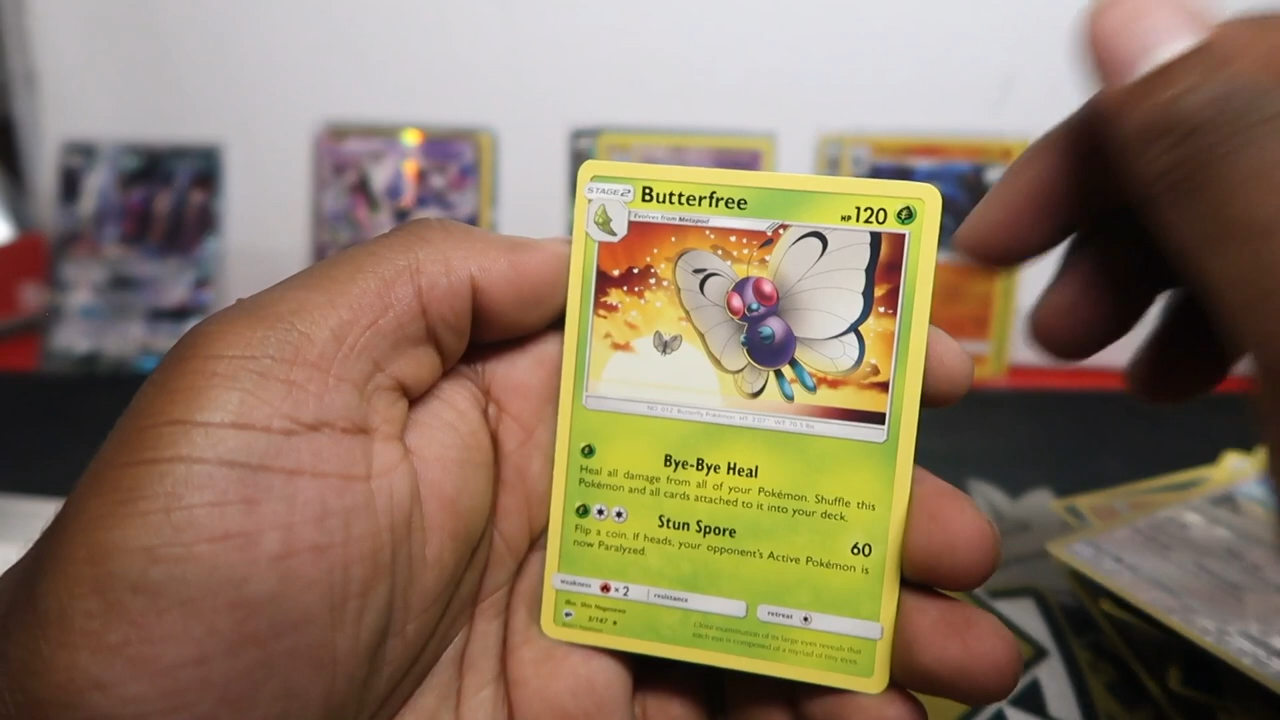 STAGE2
Butterfree
HP 120
Evolves from Metapod
NO. 012 Butterfly Pokémon HT: 3'07" WT: 70.5 lbs
Bye-Bye Heal
Heal all damage from all of your Pokémon. Shuffle this
Pokémon and all cards attached to it into your deck.
Stun Spore 60
Flip a coin. If heads, your opponent's Active Pokémon is
now Paralyzed.
weakness × 2 resistance retreat
Illus. Shin Nagasawa
3/147
Close examination of its large eyes reveals that
each eye is composed of a myriad of tiny eyes.